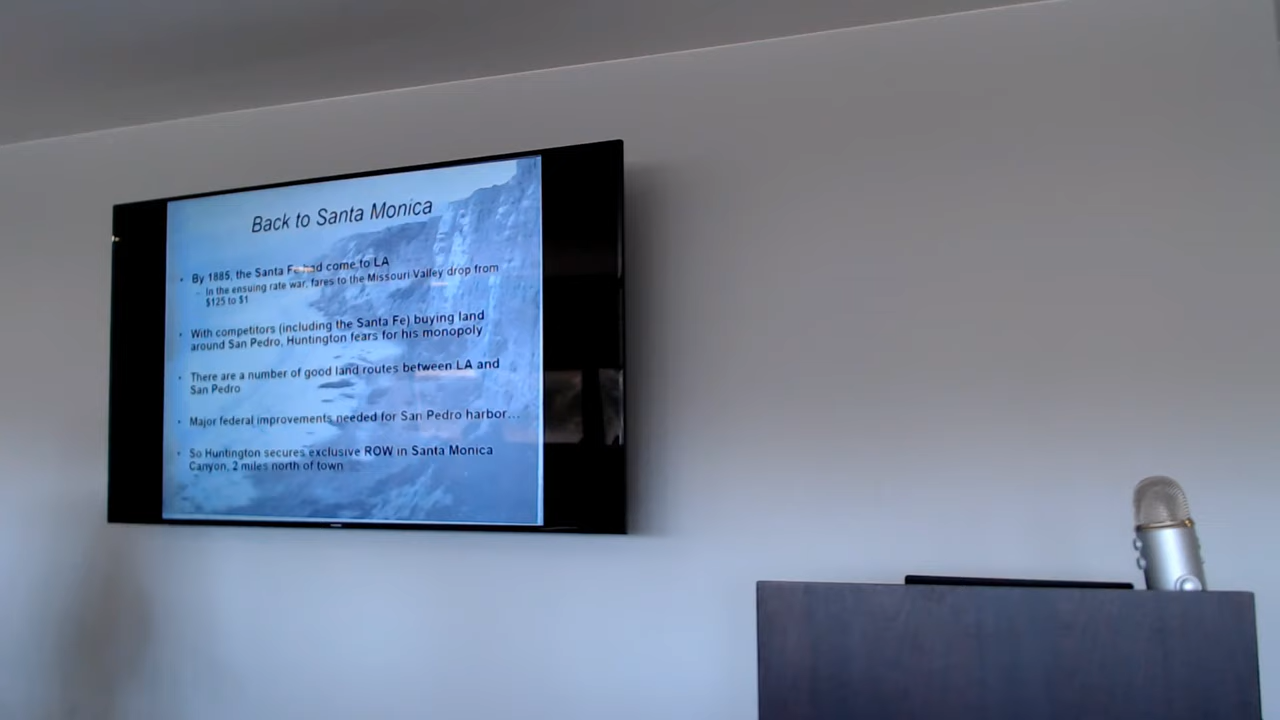 Back to Santa Monica
• By 1885, the Santa Fe had come to LA
– In the ensuing rate war, fares to the Missouri Valley drop from
$125 to $1
• With competitors (including the Santa Fe) buying land
around San Pedro, Huntington fears for his monopoly
• There are a number of good land routes between LA and
San Pedro
• Major federal improvements needed for San Pedro harbor…
• So Huntington secures exclusive ROW in Santa Monica
Canyon, 2 miles north of town